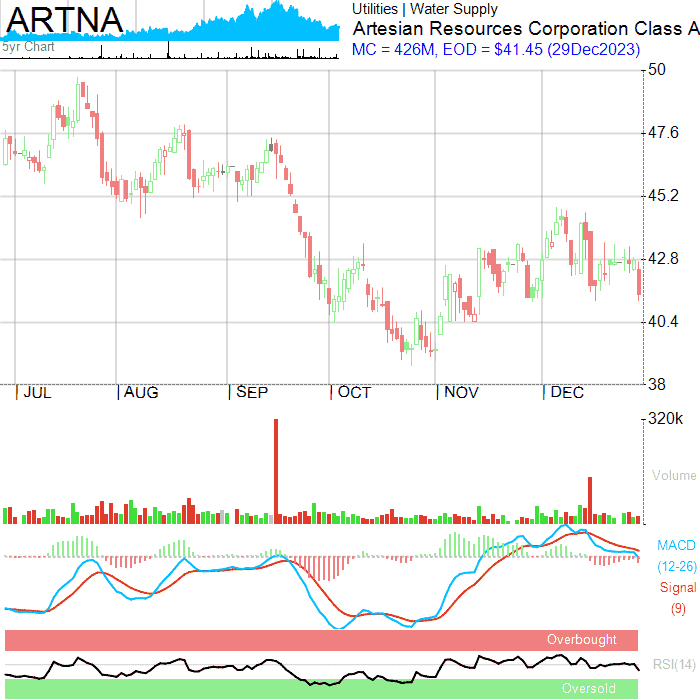 ARTNA
5yr Chart
Utilities | Water Supply
Artesian Resources Corporation Class A
MC = 426M, EOD = $41.45 (29Dec2023)
50
47.6
45.2
42.8
40.4
38
JUL AUG SEP OCT NOV DEC
320k
Volume
MACD
(12-26)
Signal
(9)
Overbought
RSI(14)
Oversold